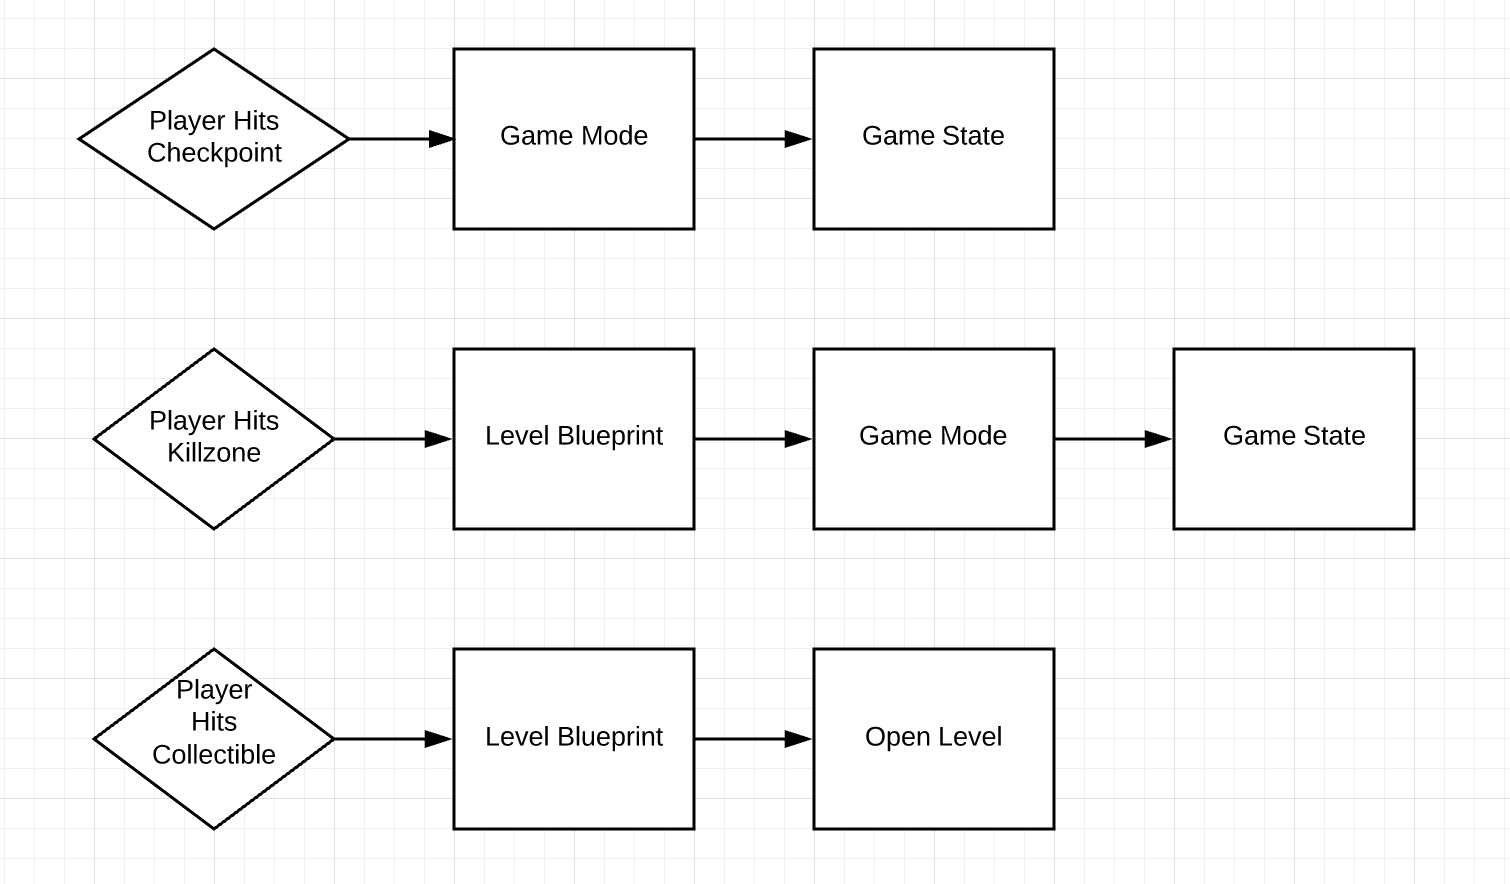 Player Hits
Checkpoint
Game Mode
Game State
Player Hits
Killzone
Level Blueprint
Game Mode
Game State
Player
Hits
Collectible
Level Blueprint
Open Level